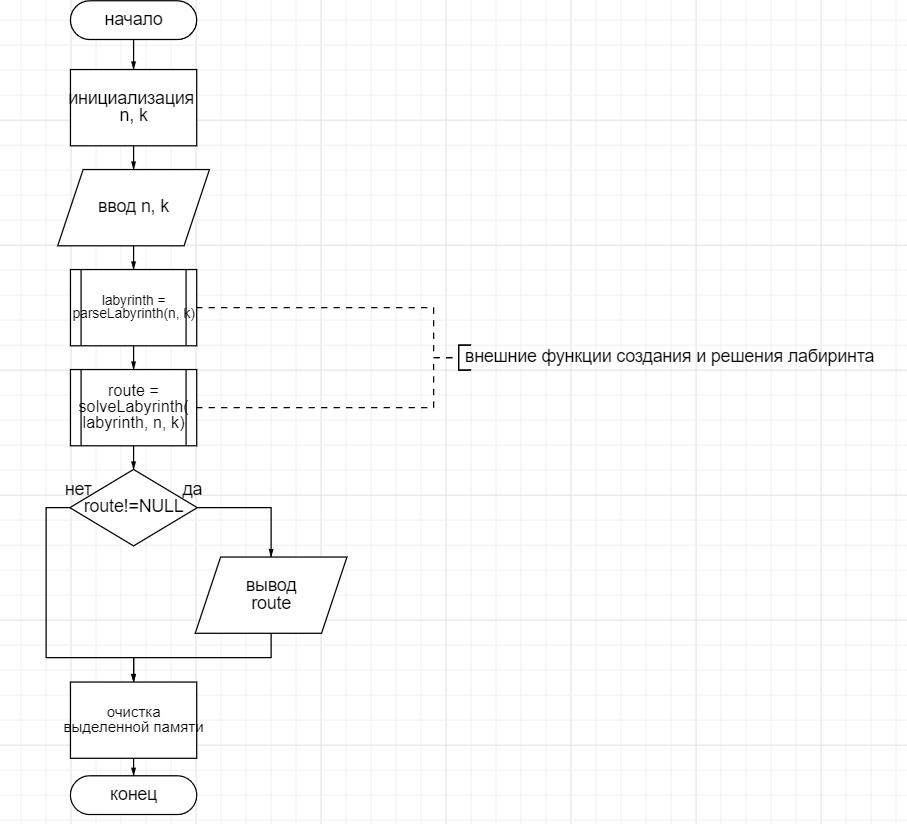 начало
инициализация
n, k
ввод n, k
labyrinth =
parseLabyrinth(n, k)
внешние функции создания и решения лабиринта
route =
solveLabyrinth(
labyrinth, n, k)
нет
да
route!=NULL
вывод
route
очистка
выделенной памяти
конец